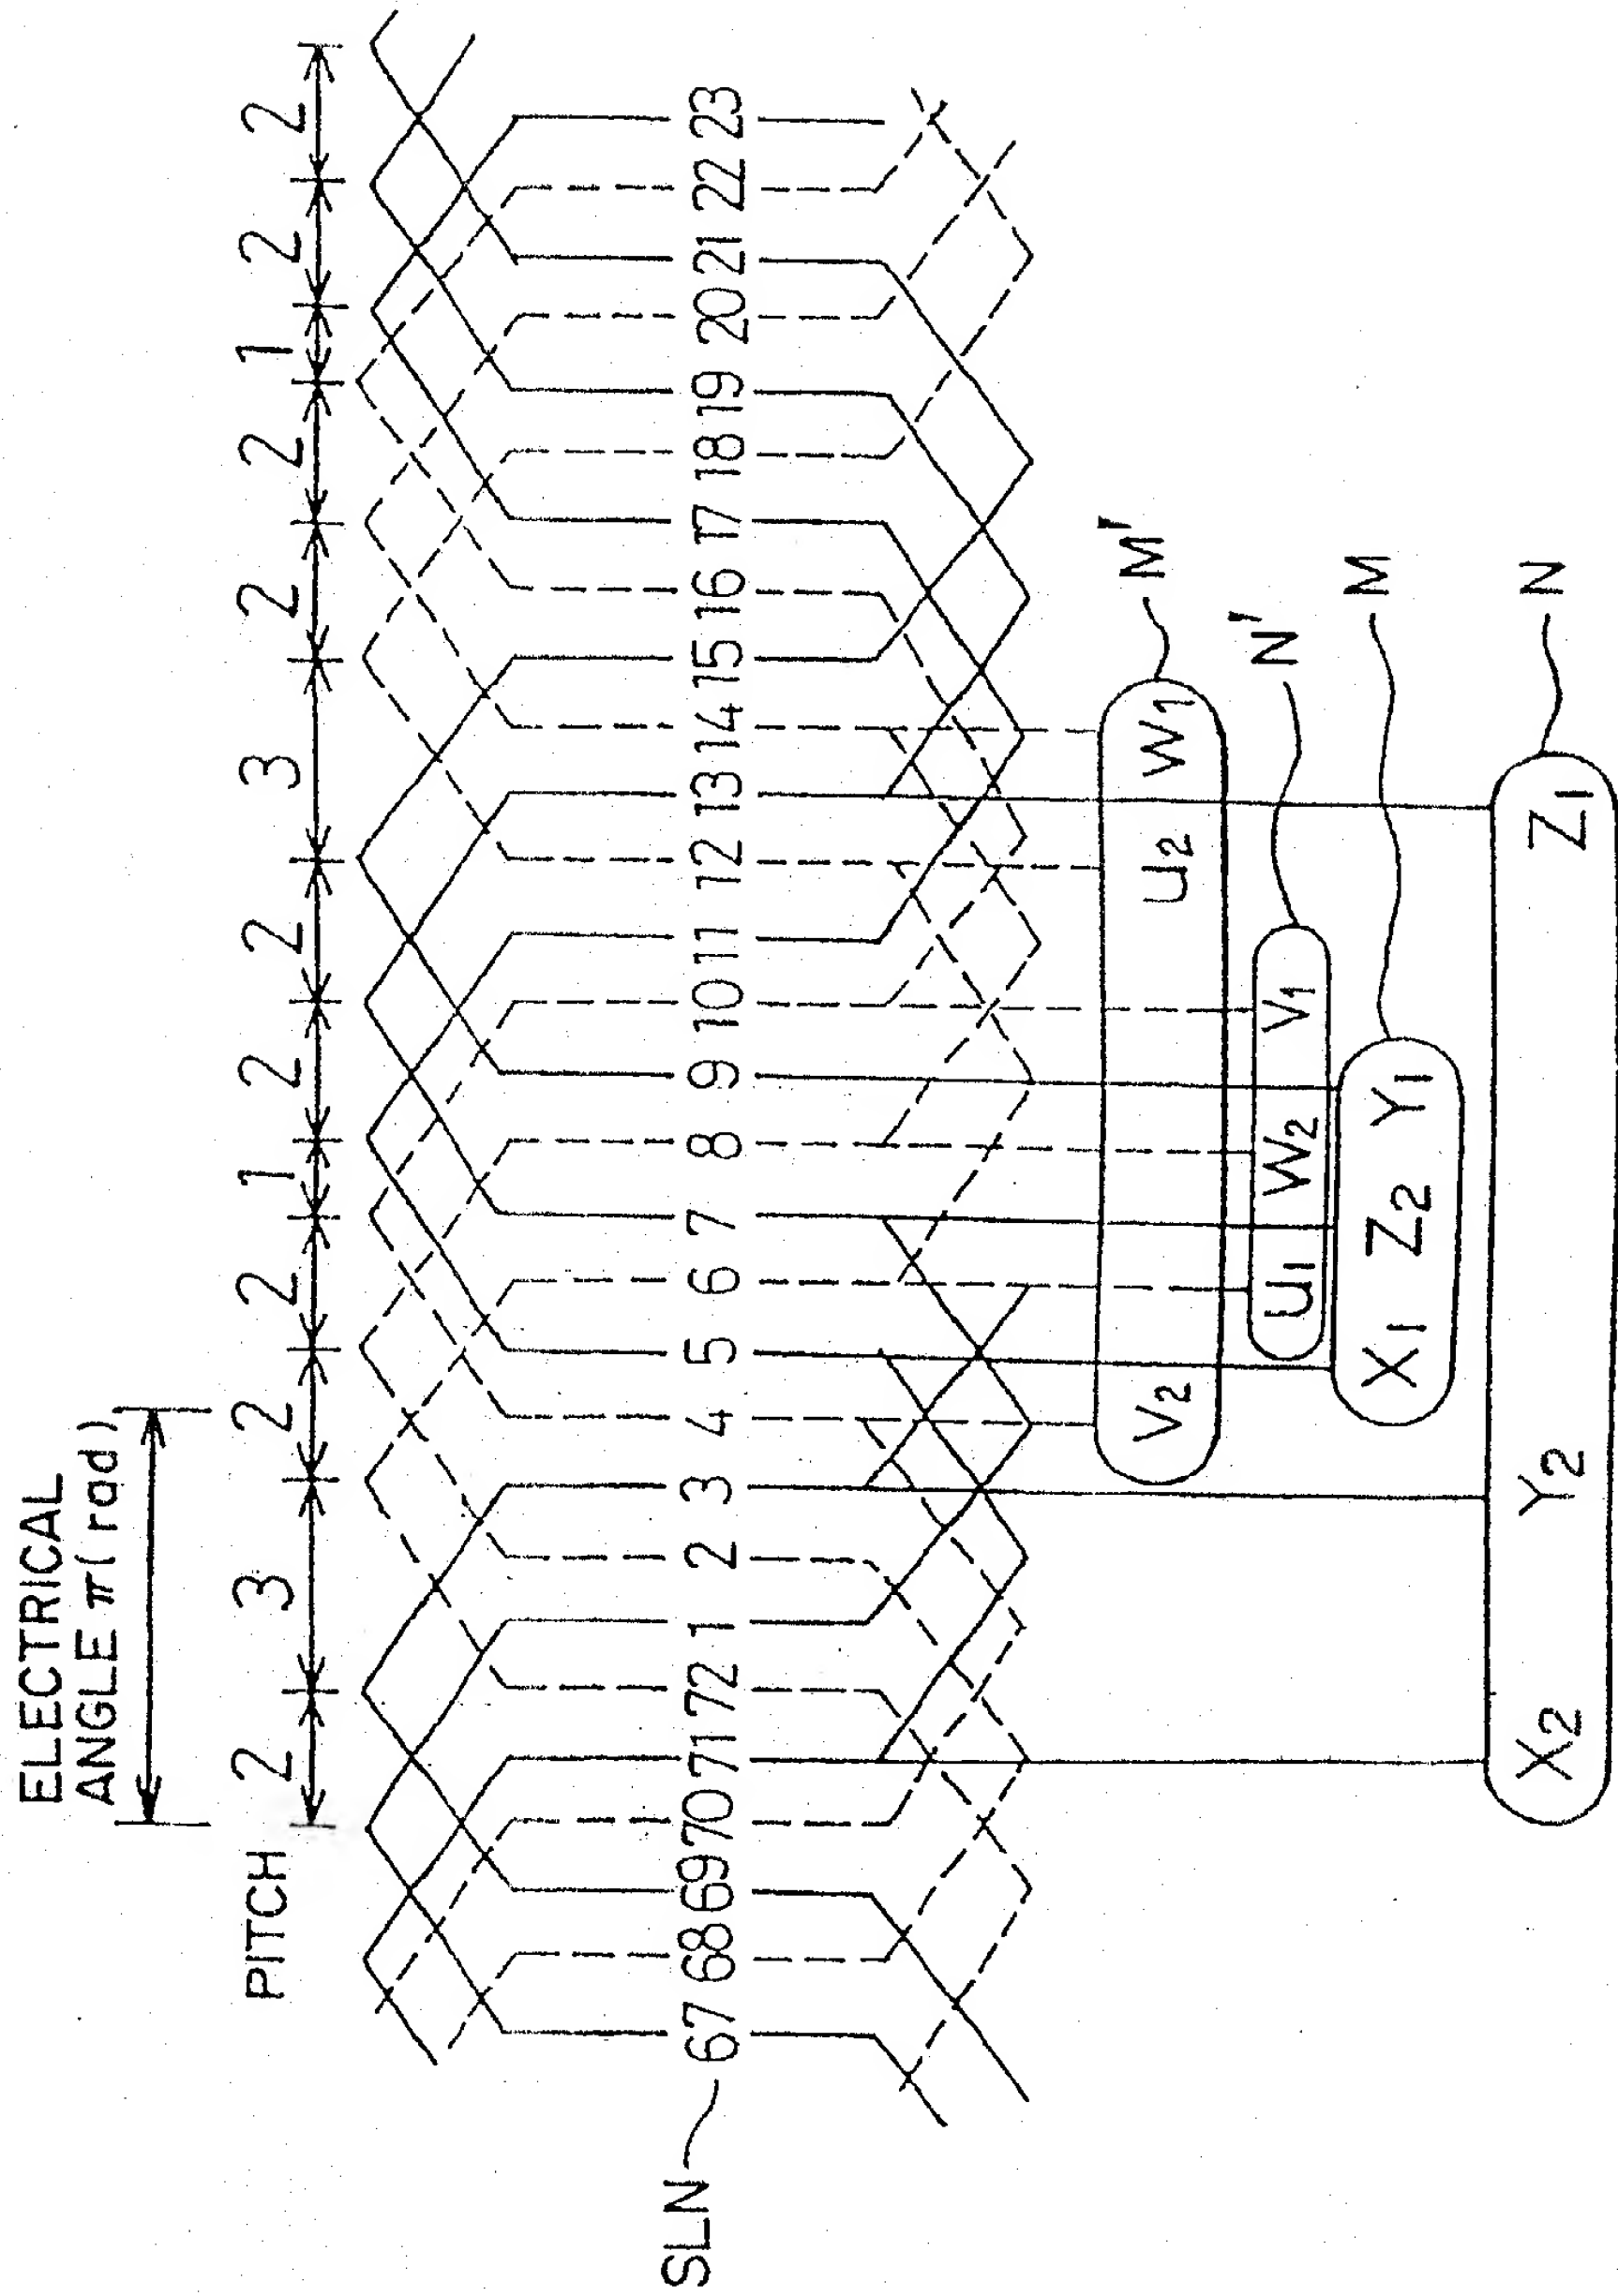 ELECTRICAL
ANGLE π(rad)
PITCH 2 3 2 2 1 2 2 3 2 2 1 2 2
SLN 67 68 69 70 71 72 1 2 3 4 5 6 7 8 9 10 11 12 13 14 15 16 17 18 19 20 21 22 23
V2 U2 W1 M'
U1 W2 V1 N'
X1 Z2 Y1 M
X2 Y2 Z1 N